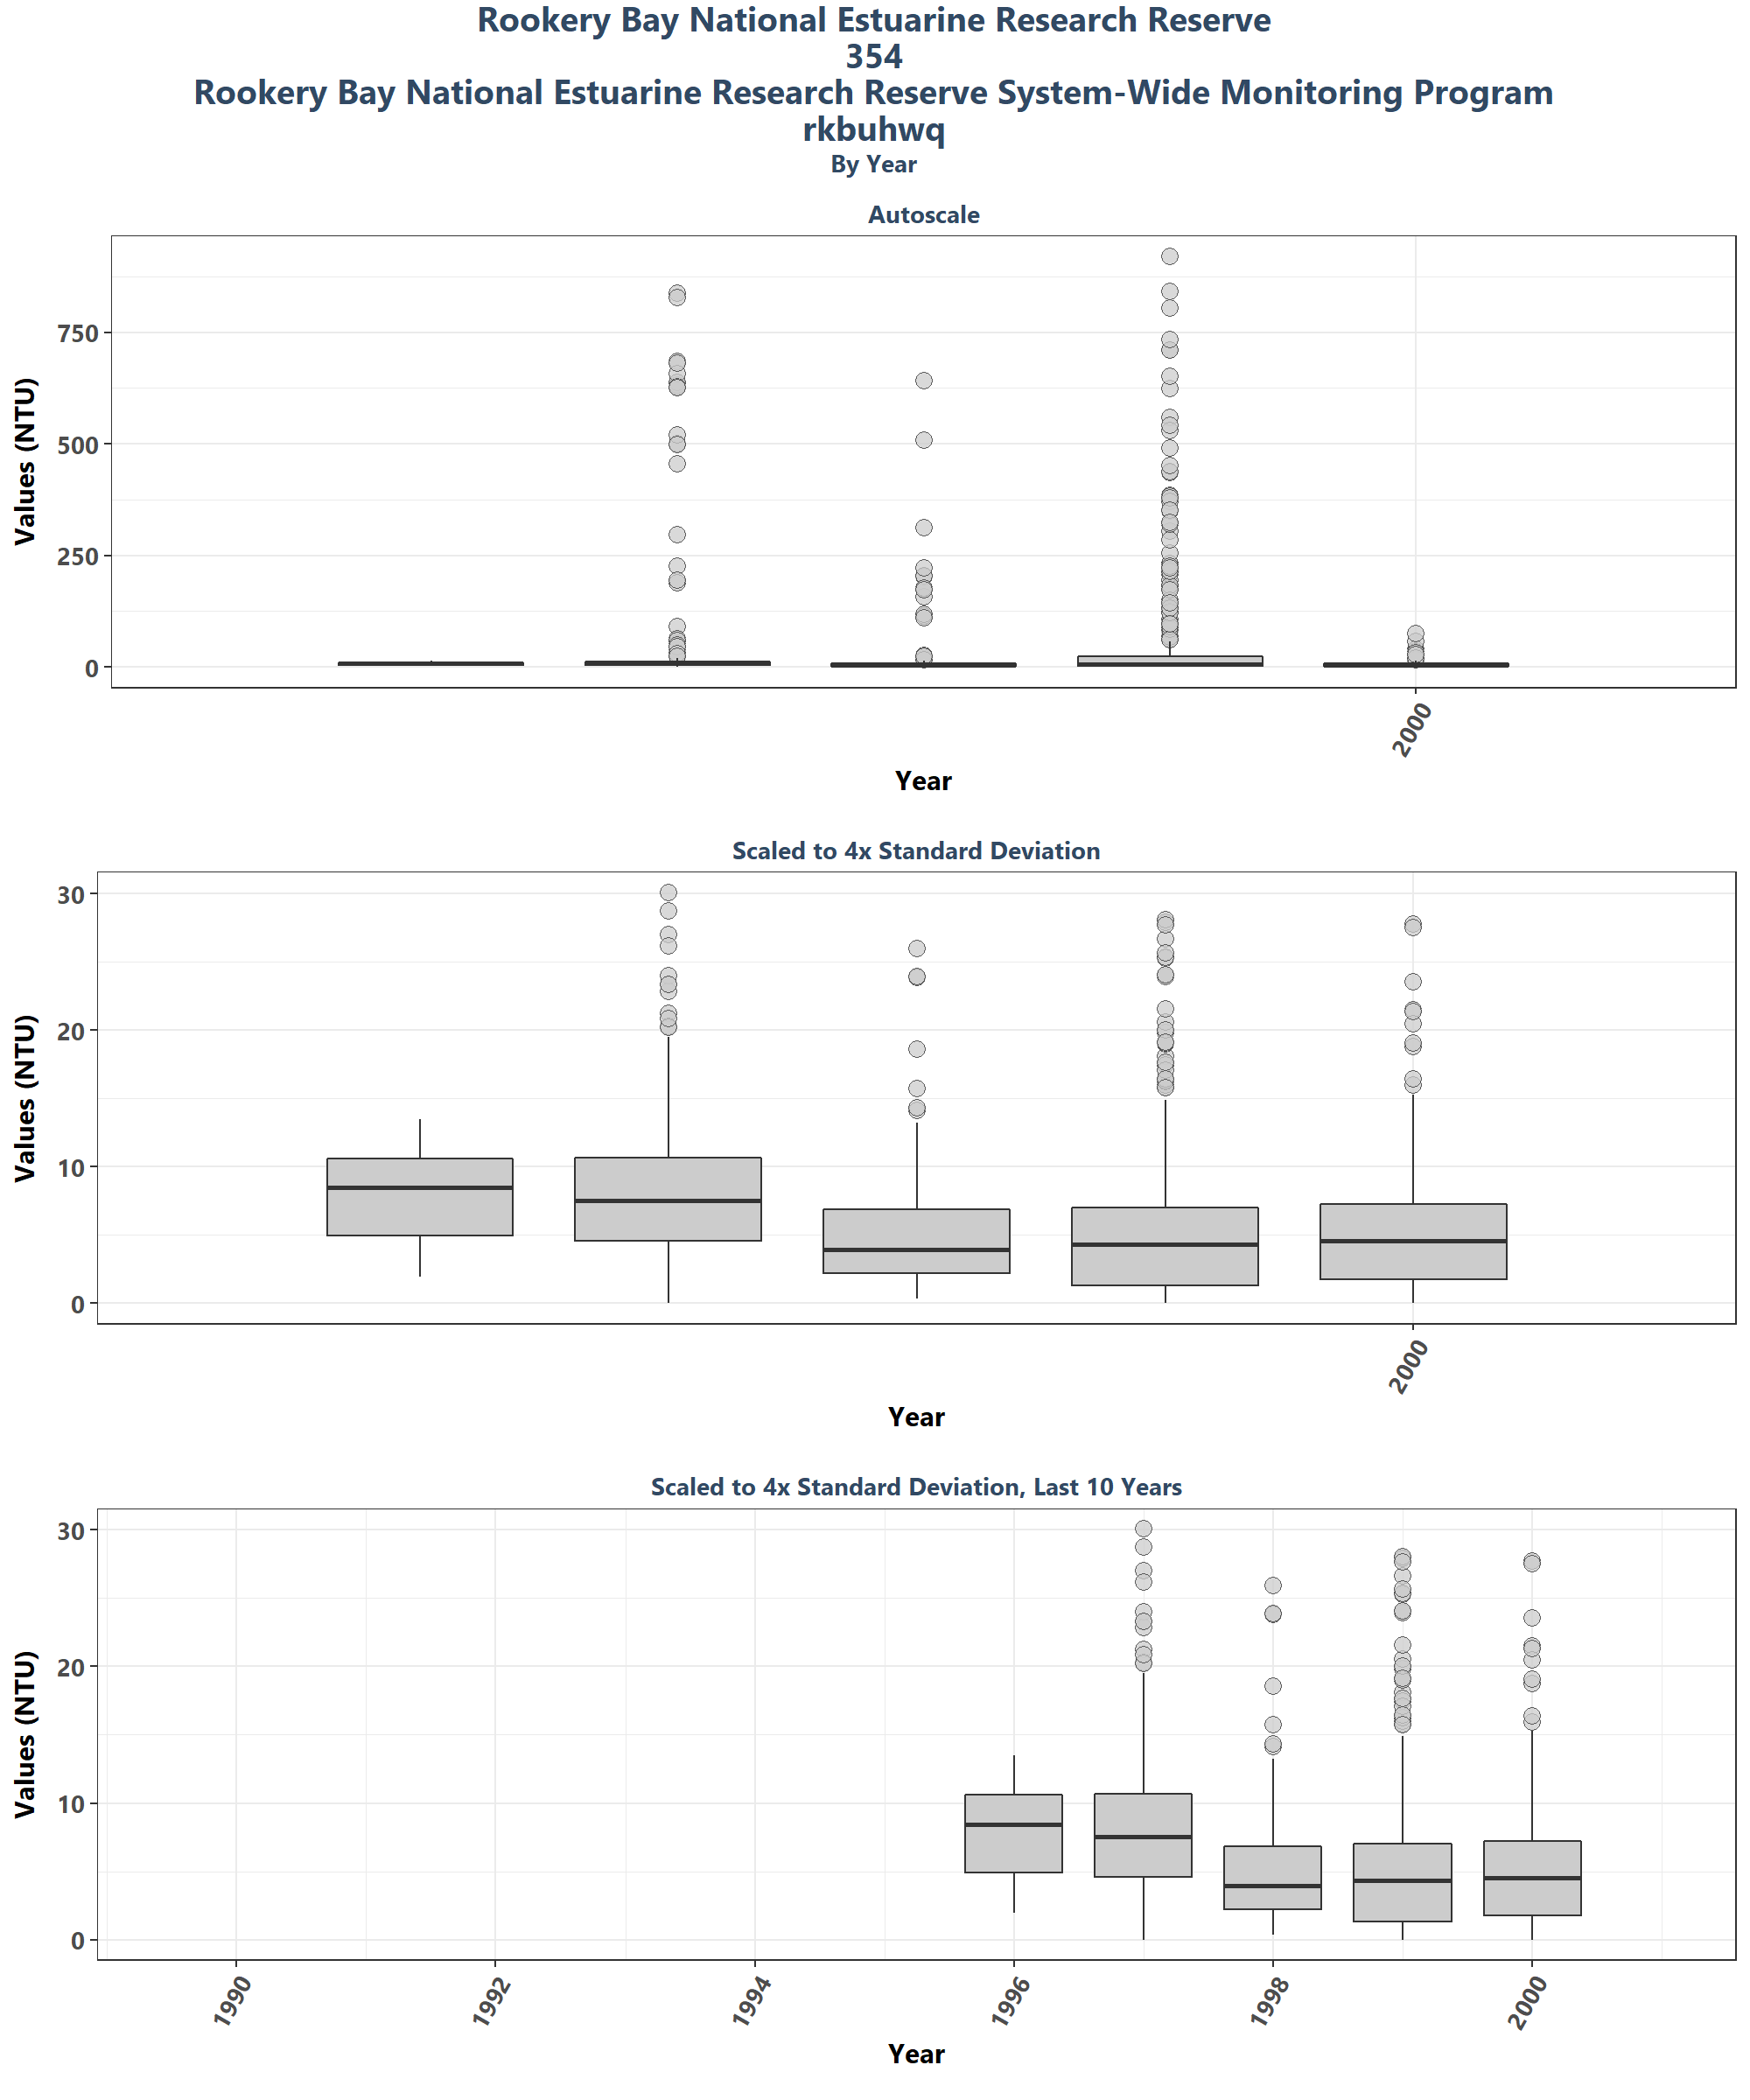 Rookery Bay National Estuarine Research Reserve
354
Rookery Bay National Estuarine Research Reserve System-Wide Monitoring Program
rkbuhwq
By Year
Autoscale
Values (NTU)
750
500
250
0
2000
Year
Scaled to 4x Standard Deviation
Values (NTU)
30
20
10
0
2000
Year
Scaled to 4x Standard Deviation, Last 10 Years
Values (NTU)
30
20
10
0
1990 1992 1994 1996 1998 2000
Year